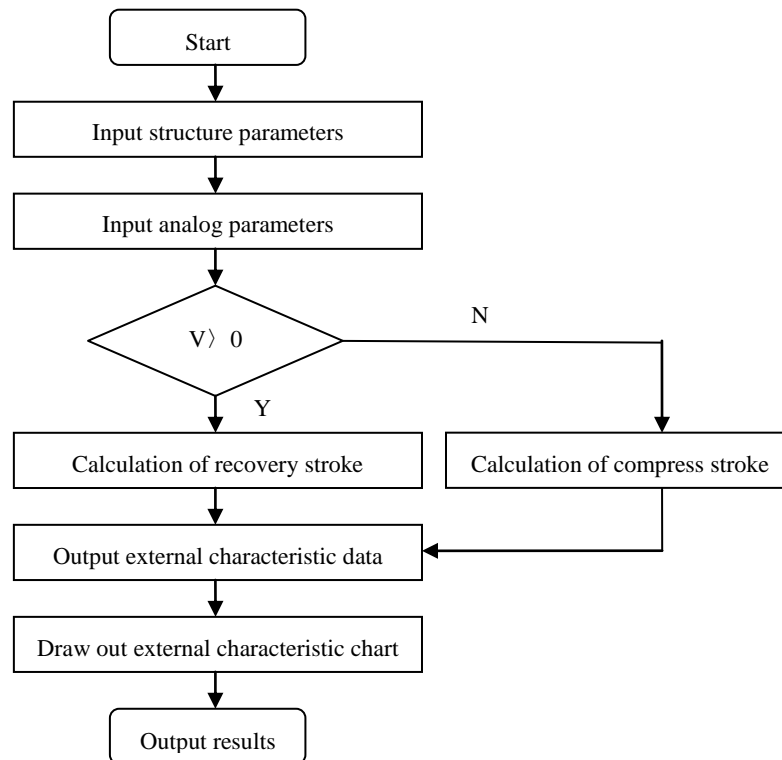 Start
Input structure parameters
Input analog parameters
V〉0
N
Y
Calculation of recovery stroke
Calculation of compress stroke
Output external characteristic data
Draw out external characteristic chart
Output results